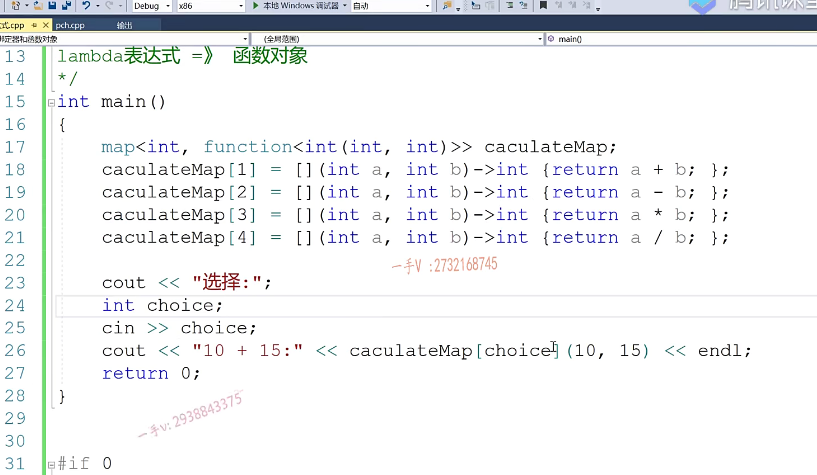 Debug x86 本地 Windows 调试器 自动
式.cpp pch.cpp 输出
绑定器和函数对象 (全局范围) main()
13 lambda表达式 =》 函数对象
14 */
15 int main()
16 {
17 map<int, function<int(int, int)>> caculateMap;
18 caculateMap[1] = [](int a, int b)->int {return a + b; };
19 caculateMap[2] = [](int a, int b)->int {return a - b; };
20 caculateMap[3] = [](int a, int b)->int {return a * b; };
21 caculateMap[4] = [](int a, int b)->int {return a / b; };
22
一手V :2732168745
23 cout << "选择:";
24 int choice;
25 cin >> choice;
26 cout << "10 + 15:" << caculateMap[choice](10, 15) << endl;
27 return 0;
28 }
一手v: 2938843375
29
30
31 #if 0